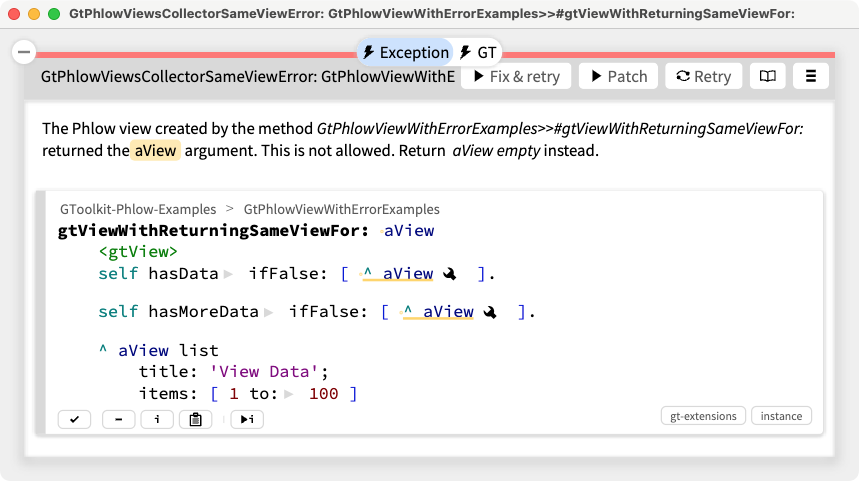 GtPhlowViewsCollectorSameViewError: GtPhlowViewWithErrorExamples>>#gtViewWithReturningSameViewFor:
Exception GT
GtPhlowViewsCollectorSameViewError: GtPhlowViewWithE Fix & retry Patch Retry
The Phlow view created by the method GtPhlowViewWithErrorExamples>>#gtViewWithReturningSameViewFor:
returned the aView argument. This is not allowed. Return aView empty instead.
GToolkit-Phlow-Examples > GtPhlowViewWithErrorExamples
gtViewWithReturningSameViewFor: aView
<gtView>
self hasData ifFalse: [ ^ aView ].
self hasMoreData ifFalse: [ ^ aView ].
^ aView list
title: 'View Data';
items: [ 1 to: 100 ]
i i
gt-extensions instance